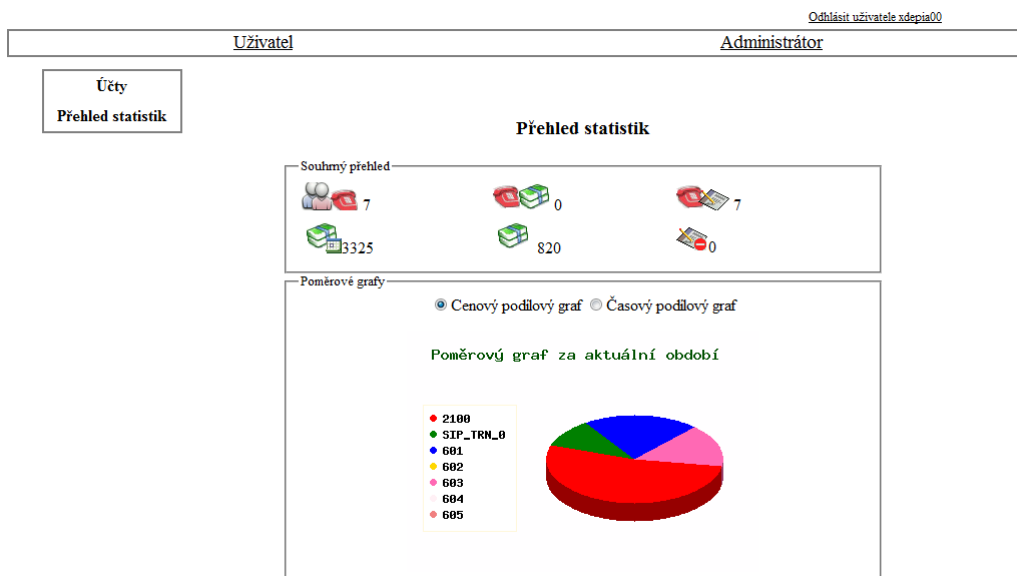 Odhlásit uživatele xdepia00
Uživatel Administrátor
Účty
Přehled statistik
Přehled statistik
Souhrný přehled
7 0 7
3325 820 0
Poměrové grafy
Cenový podílový graf Časový podílový graf
Poměrový graf za aktuální období
2100
SIP_TRN_0
601
602
603
604
605